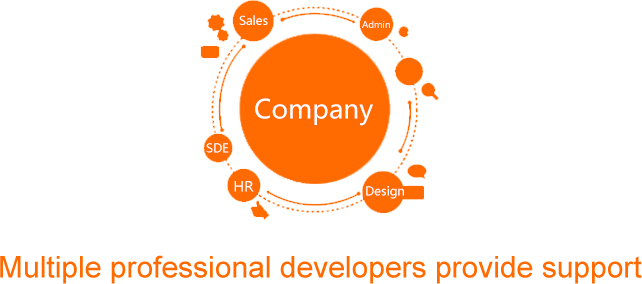 Sales
Admin
Company
SDE
HR
Design
Multiple professional developers provide support